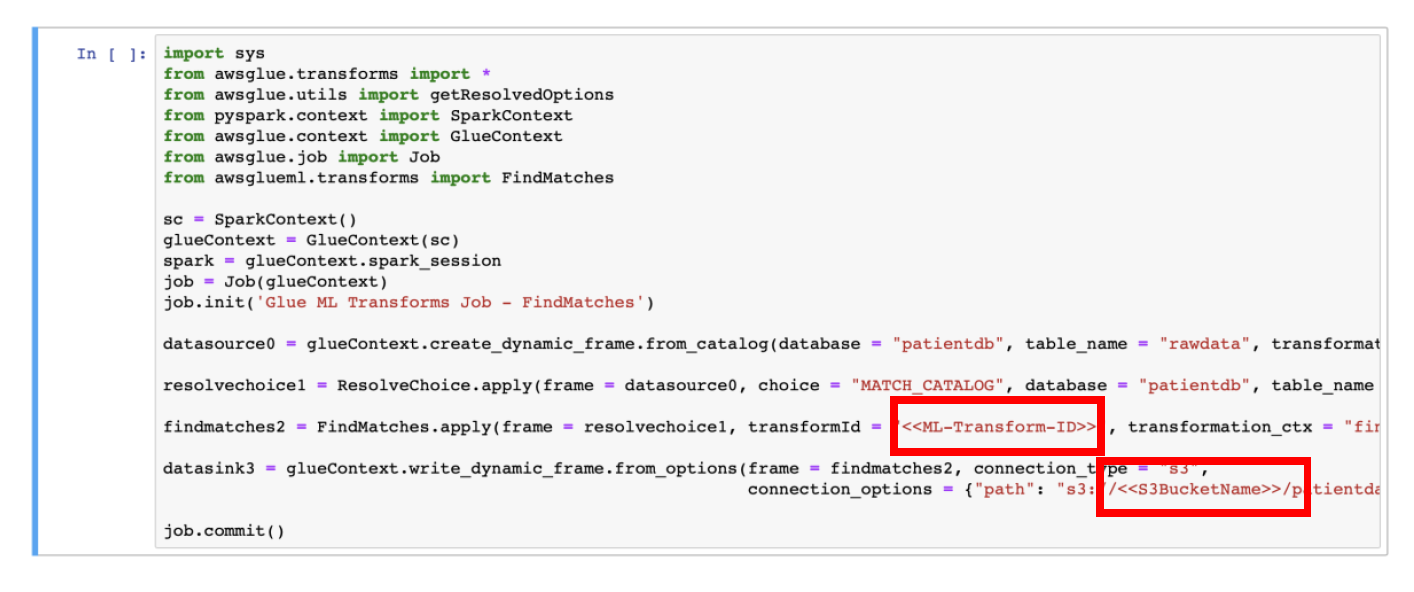 In [ ]:
import sys
from awsglue.transforms import *
from awsglue.utils import getResolvedOptions
from pyspark.context import SparkContext
from awsglue.context import GlueContext
from awsglue.job import Job
from awsglueml.transforms import FindMatches
sc = SparkContext()
glueContext = GlueContext(sc)
spark = glueContext.spark_session
job = Job(glueContext)
job.init('Glue ML Transforms Job - FindMatches')
datasource0 = glueContext.create_dynamic_frame.from_catalog(database = "patientdb", table_name = "rawdata", transformat
resolvechoice1 = ResolveChoice.apply(frame = datasource0, choice = "MATCH_CATALOG", database = "patientdb", table_name
findmatches2 = FindMatches.apply(frame = resolvechoice1, transformId = "<<ML-Transform-ID>> , transformation_ctx = "fin
datasink3 = glueContext.write_dynamic_frame.from_options(frame = findmatches2, connection_type = "s3",
connection_options = {"path": "s3://<<S3BucketName>>/patientda
job.commit()